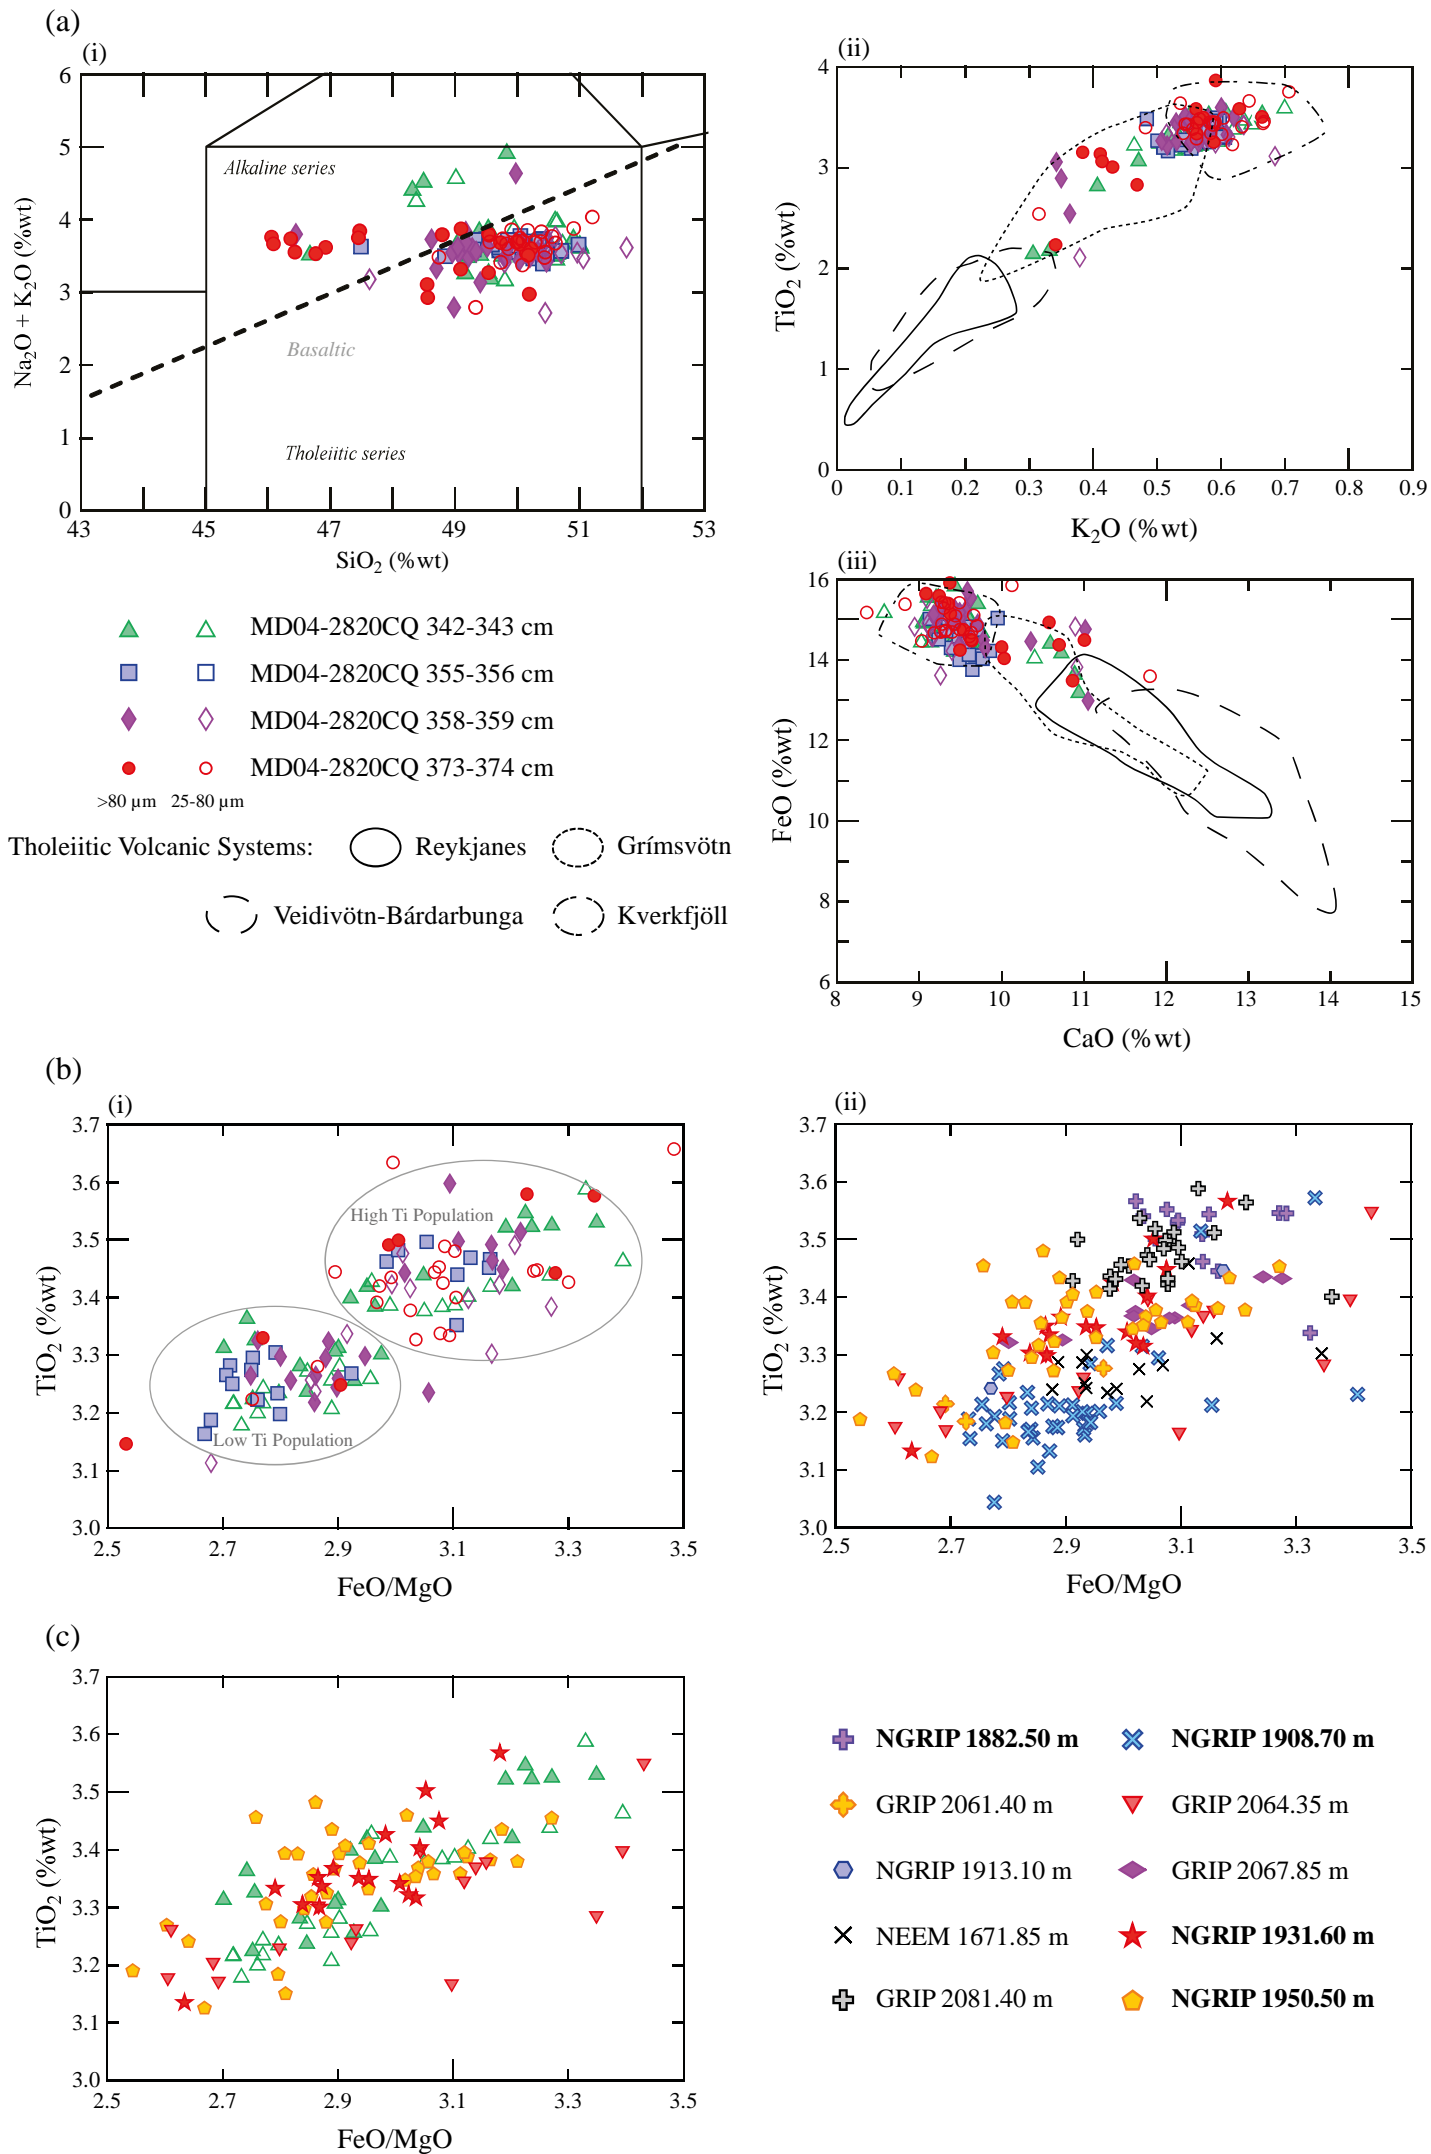 (a)
(i)
6
5
4
3
2
1
0
Na₂O + K₂O (%wt)
Alkaline series
Basaltic
Tholeiitic series
43 45 47 49 51 53
SiO₂ (%wt)
(ii)
4
3
2
1
0
TiO₂ (%wt)
0 0.1 0.2 0.3 0.4 0.5 0.6 0.7 0.8 0.9
K₂O (%wt)
(iii)
16
14
12
10
8
6
FeO (%wt)
8 9 10 11 12 13 14 15
CaO (%wt)
MD04-2820CQ 342-343 cm
MD04-2820CQ 355-356 cm
MD04-2820CQ 358-359 cm
MD04-2820CQ 373-374 cm
>80 µm 25-80 µm
Tholeiitic Volcanic Systems: Reykjanes Grímsvötn
Veidivötn-Bárdarbunga Kverkfjöll
(b)
(i)
3.7
3.6
3.5
3.4
3.3
3.2
3.1
3.0
TiO₂ (%wt)
High Ti Population
Low Ti Population
2.5 2.7 2.9 3.1 3.3 3.5
FeO/MgO
(ii)
3.7
3.6
3.5
3.4
3.3
3.2
3.1
3.0
TiO₂ (%wt)
2.5 2.7 2.9 3.1 3.3 3.5
FeO/MgO
(c)
3.7
3.6
3.5
3.4
3.3
3.2
3.1
3.0
TiO₂ (%wt)
2.5 2.7 2.9 3.1 3.3 3.5
FeO/MgO
NGRIP 1882.50 m NGRIP 1908.70 m
GRIP 2061.40 m GRIP 2064.35 m
NGRIP 1913.10 m GRIP 2067.85 m
NEEM 1671.85 m NGRIP 1931.60 m
GRIP 2081.40 m NGRIP 1950.50 m